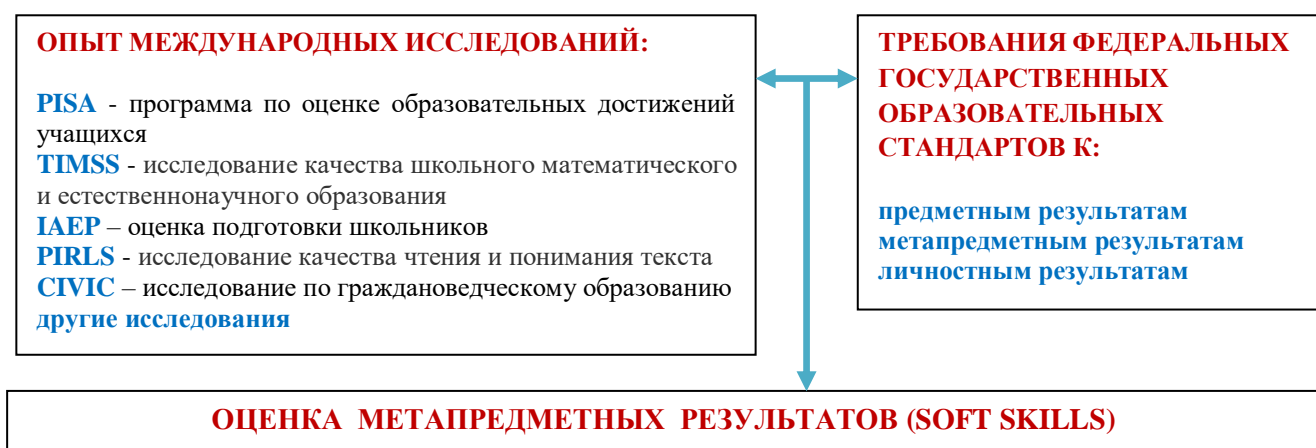 ОПЫТ МЕЖДУНАРОДНЫХ ИССЛЕДОВАНИЙ:
PISA - программа по оценке образовательных достижений
учащихся
TIMSS - исследование качества школьного математического
и естественнонаучного образования
IAEP – оценка подготовки школьников
PIRLS - исследование качества чтения и понимания текста
CIVIC – исследование по граждановедческому образованию
другие исследования
ТРЕБОВАНИЯ ФЕДЕРАЛЬНЫХ
ГОСУДАРСТВЕННЫХ
ОБРАЗОВАТЕЛЬНЫХ
СТАНДАРТОВ К:
предметным результатам
метапредметным результатам
личностным результатам
ОЦЕНКА МЕТАПРЕДМЕТНЫХ РЕЗУЛЬТАТОВ (SOFT SKILLS)